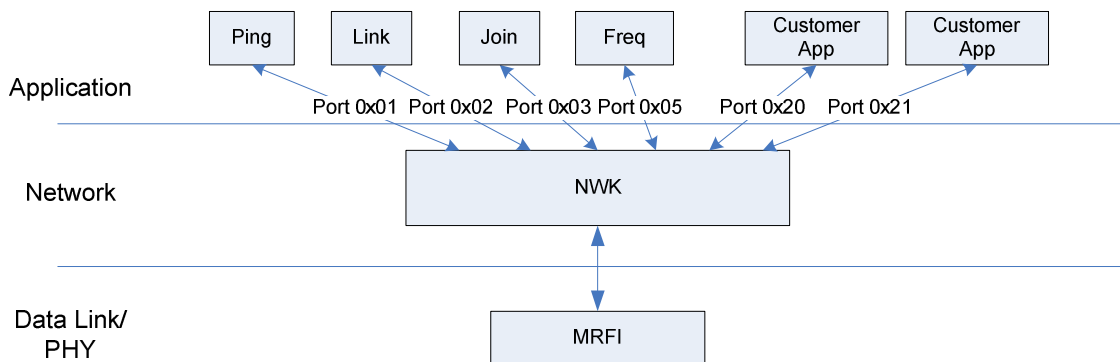 Ping
Link
Join
Freq
Customer
App
Customer
App
Application
Port 0x01
Port 0x02
Port 0x03
Port 0x05
Port 0x20
Port 0x21
Network
NWK
Data Link/
PHY
MRFI